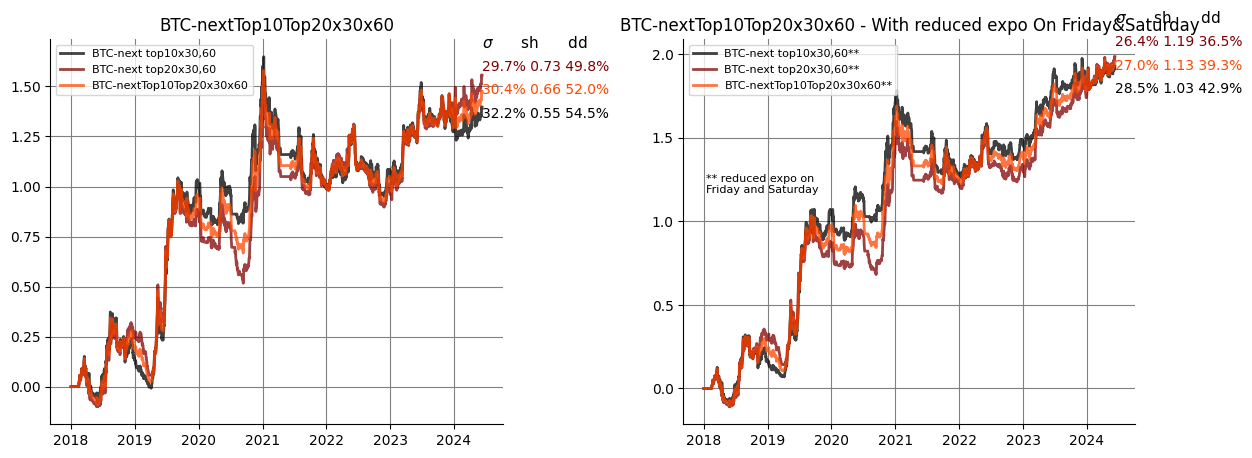 BTC-nextTop10Top20x30x60
σ sh dd
BTC-next top10x30,60
BTC-next top20x30,60
BTC-nextTop10Top20x30x60
29.7% 0.73 49.8%
30.4% 0.66 52.0%
32.2% 0.55 54.5%
1.50
1.25
1.00
0.75
0.50
0.25
0.00
2018 2019 2020 2021 2022 2023 2024
BTC-nextTop10Top20x30x60 - With reduced expo On Friday&Saturday
σ sh dd
BTC-next top10x30,60**
BTC-next top20x30,60**
BTC-nextTop10Top20x30x60**
26.4% 1.19 36.5%
27.0% 1.13 39.3%
28.5% 1.03 42.9%
** reduced expo on
Friday and Saturday
2.0
1.5
1.0
0.5
0.0
2018 2019 2020 2021 2022 2023 2024